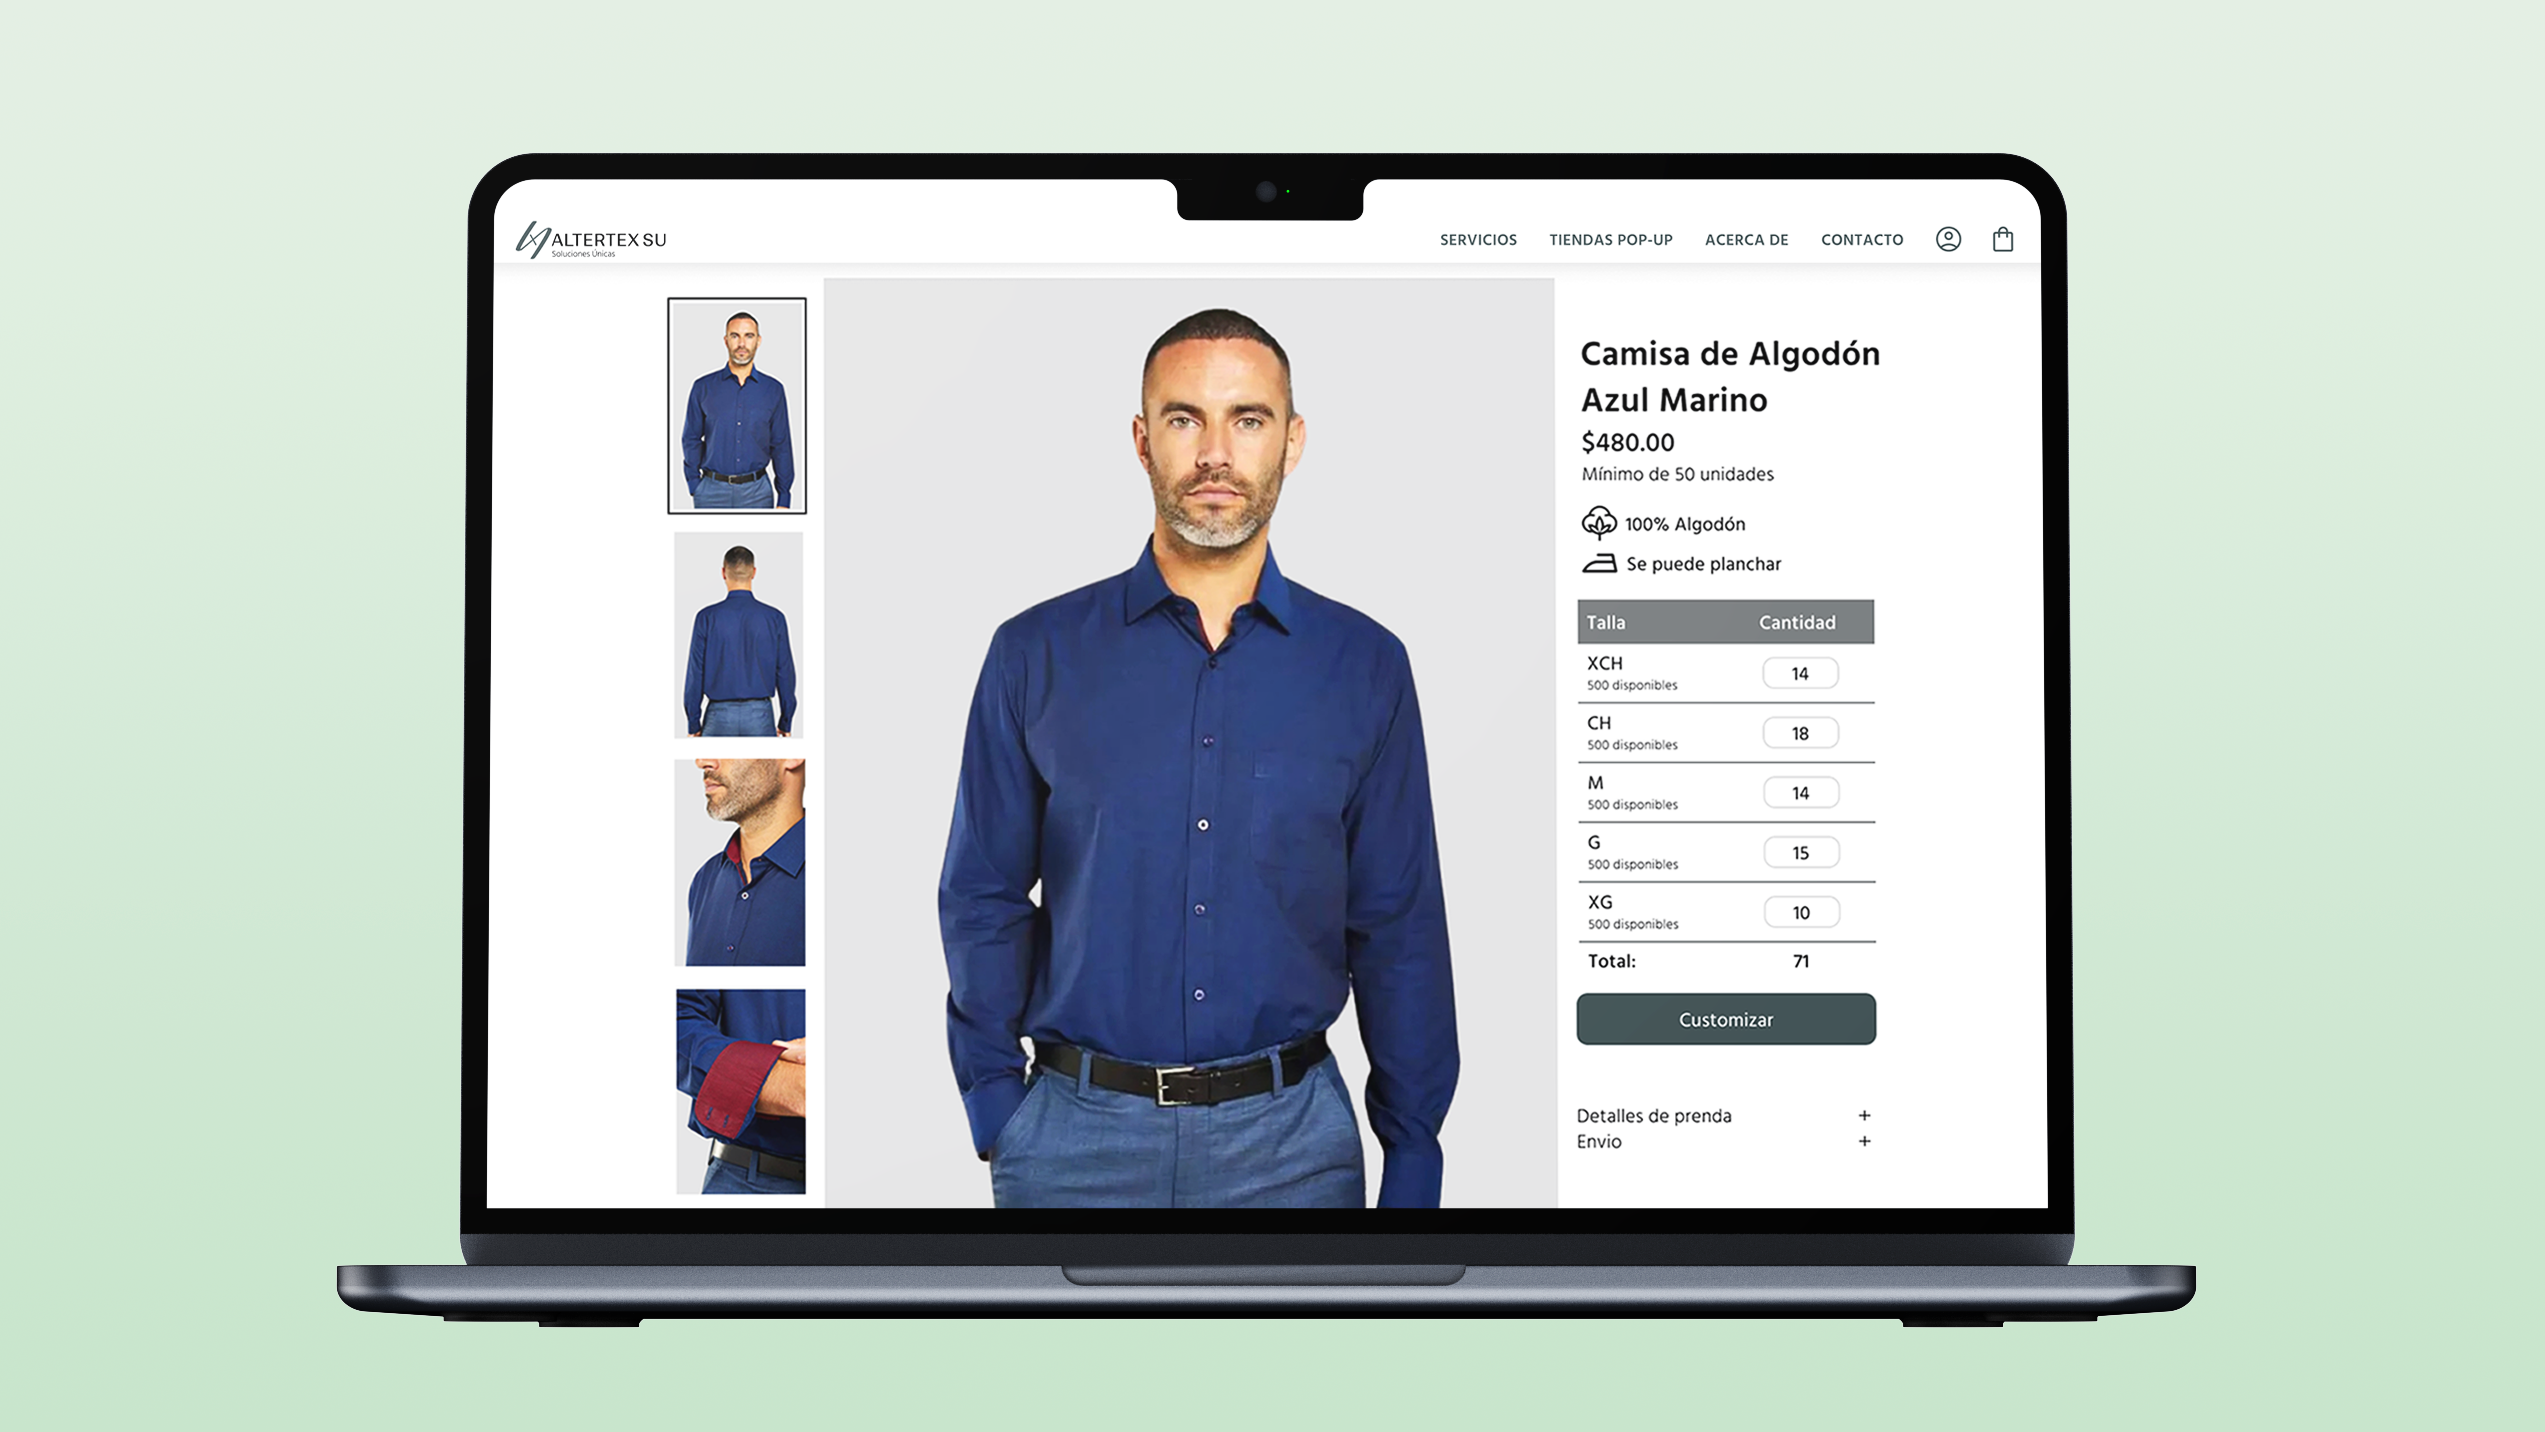 ALTERTEX SU
Soluciones Únicas
SERVICIOS TIENDAS POP-UP ACERCA DE CONTACTO
Camisa de Algodón
Azul Marino
$480.00
Mínimo de 50 unidades
100% Algodón
Se puede planchar
Talla Cantidad
XCH 14
500 disponibles
CH 18
500 disponibles
M 14
500 disponibles
G 15
500 disponibles
XG 10
500 disponibles
Total: 71
Customizar
Detalles de prenda +
Envio +